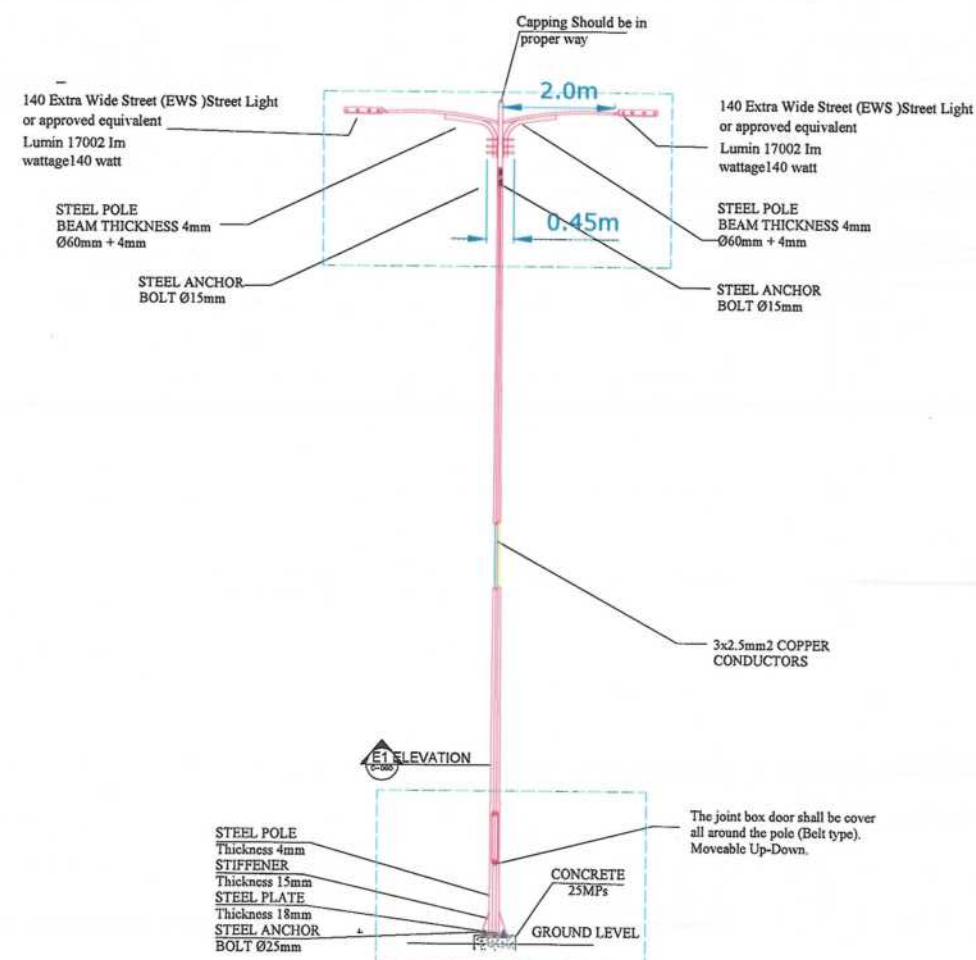 Capping Should be in
proper way
2.0m
140 Extra Wide Street (EWS )Street Light
or approved equivalent
Lumin 17002 Im
wattage140 watt
140 Extra Wide Street (EWS )Street Light
or approved equivalent
Lumin 17002 Im
wattage140 watt
STEEL POLE
BEAM THICKNESS 4mm
Ø60mm + 4mm
0.45m
STEEL POLE
BEAM THICKNESS 4mm
Ø60mm + 4mm
STEEL ANCHOR
BOLT Ø15mm
STEEL ANCHOR
BOLT Ø15mm
3x2.5mm2 COPPER
CONDUCTORS
E1 ELEVATION
The joint box door shall be cover
all around the pole (Belt type).
Moveable Up-Down.
STEEL POLE
Thickness 4mm
STIFFENER
Thickness 15mm
STEEL PLATE
Thickness 18mm
STEEL ANCHOR
BOLT Ø25mm
CONCRETE
25MPs
GROUND LEVEL